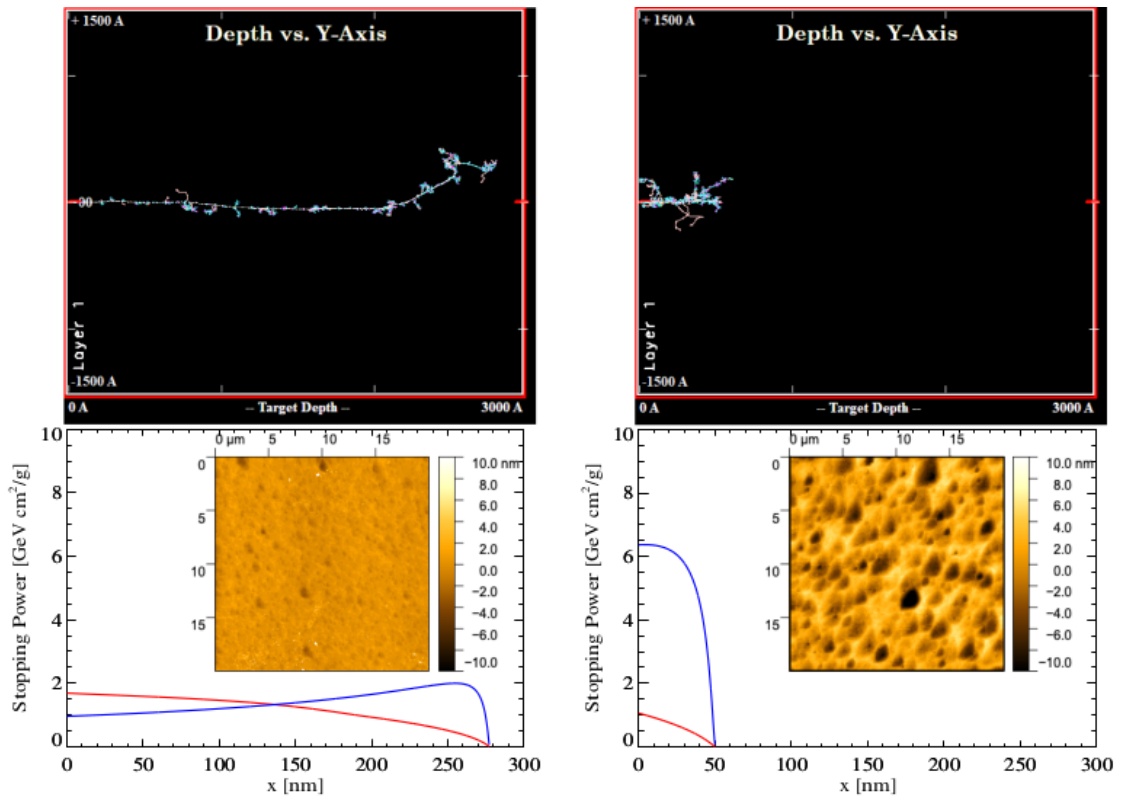 + 1500 A
Depth vs. Y-Axis
00
Layer 1
-1500 A
0 A
-- Target Depth --
3000 A
+ 1500 A
Depth vs. Y-Axis
Layer 1
-1500 A
0 A
-- Target Depth --
3000 A
Stopping Power [GeV cm²/g]
10
8
6
4
2
0
0 50 100 150 200 250 300
x [nm]
0 µm 5 10 15
0
5
10
15
10.0 nm
8.0
6.0
4.0
2.0
0.0
−2.0
−4.0
−6.0
−10.0
Stopping Power [GeV cm²/g]
10
8
6
4
2
0
0 50 100 150 200 250 300
x [nm]
0 µm 5 10 15
0
5
10
15
10.0 nm
8.0
6.0
4.0
2.0
0.0
−2.0
−4.0
−6.0
−10.0